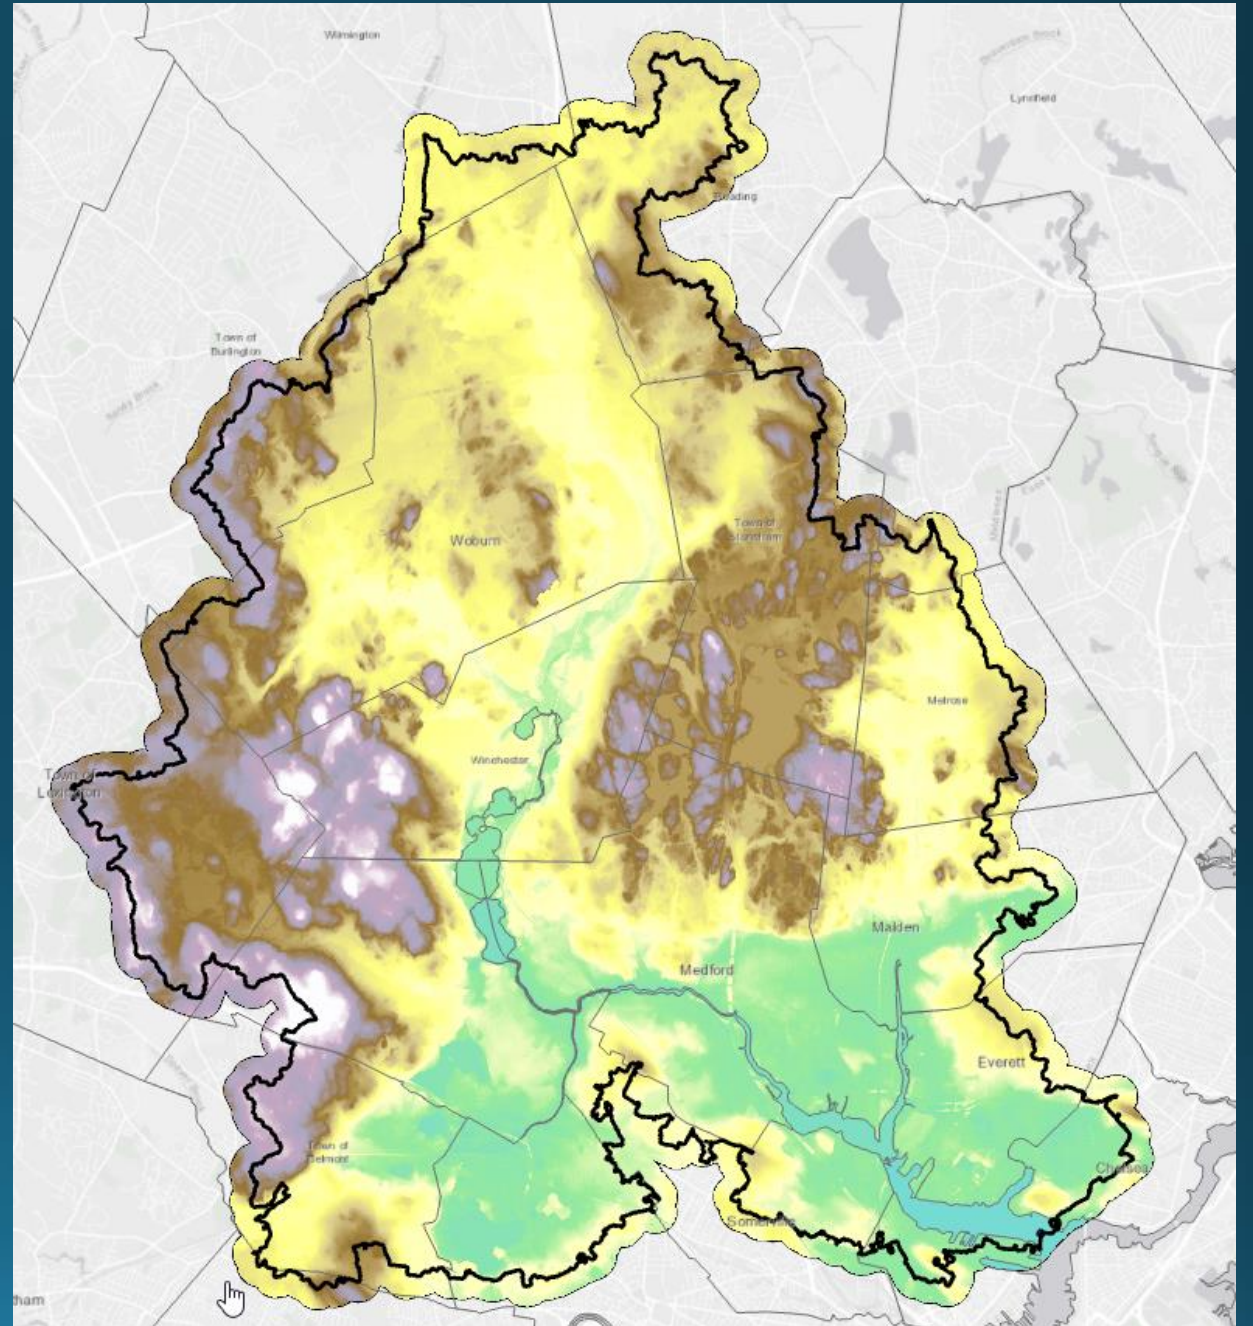 Wilmington
Lynnfield
Reading
Town of
Burlington
Woburn
Town of
Stoneham
Melrose
Winchester
Town of
Lexington
Malden
Medford
Everett
Town of
Belmont
Chelsea
Somerville
tham